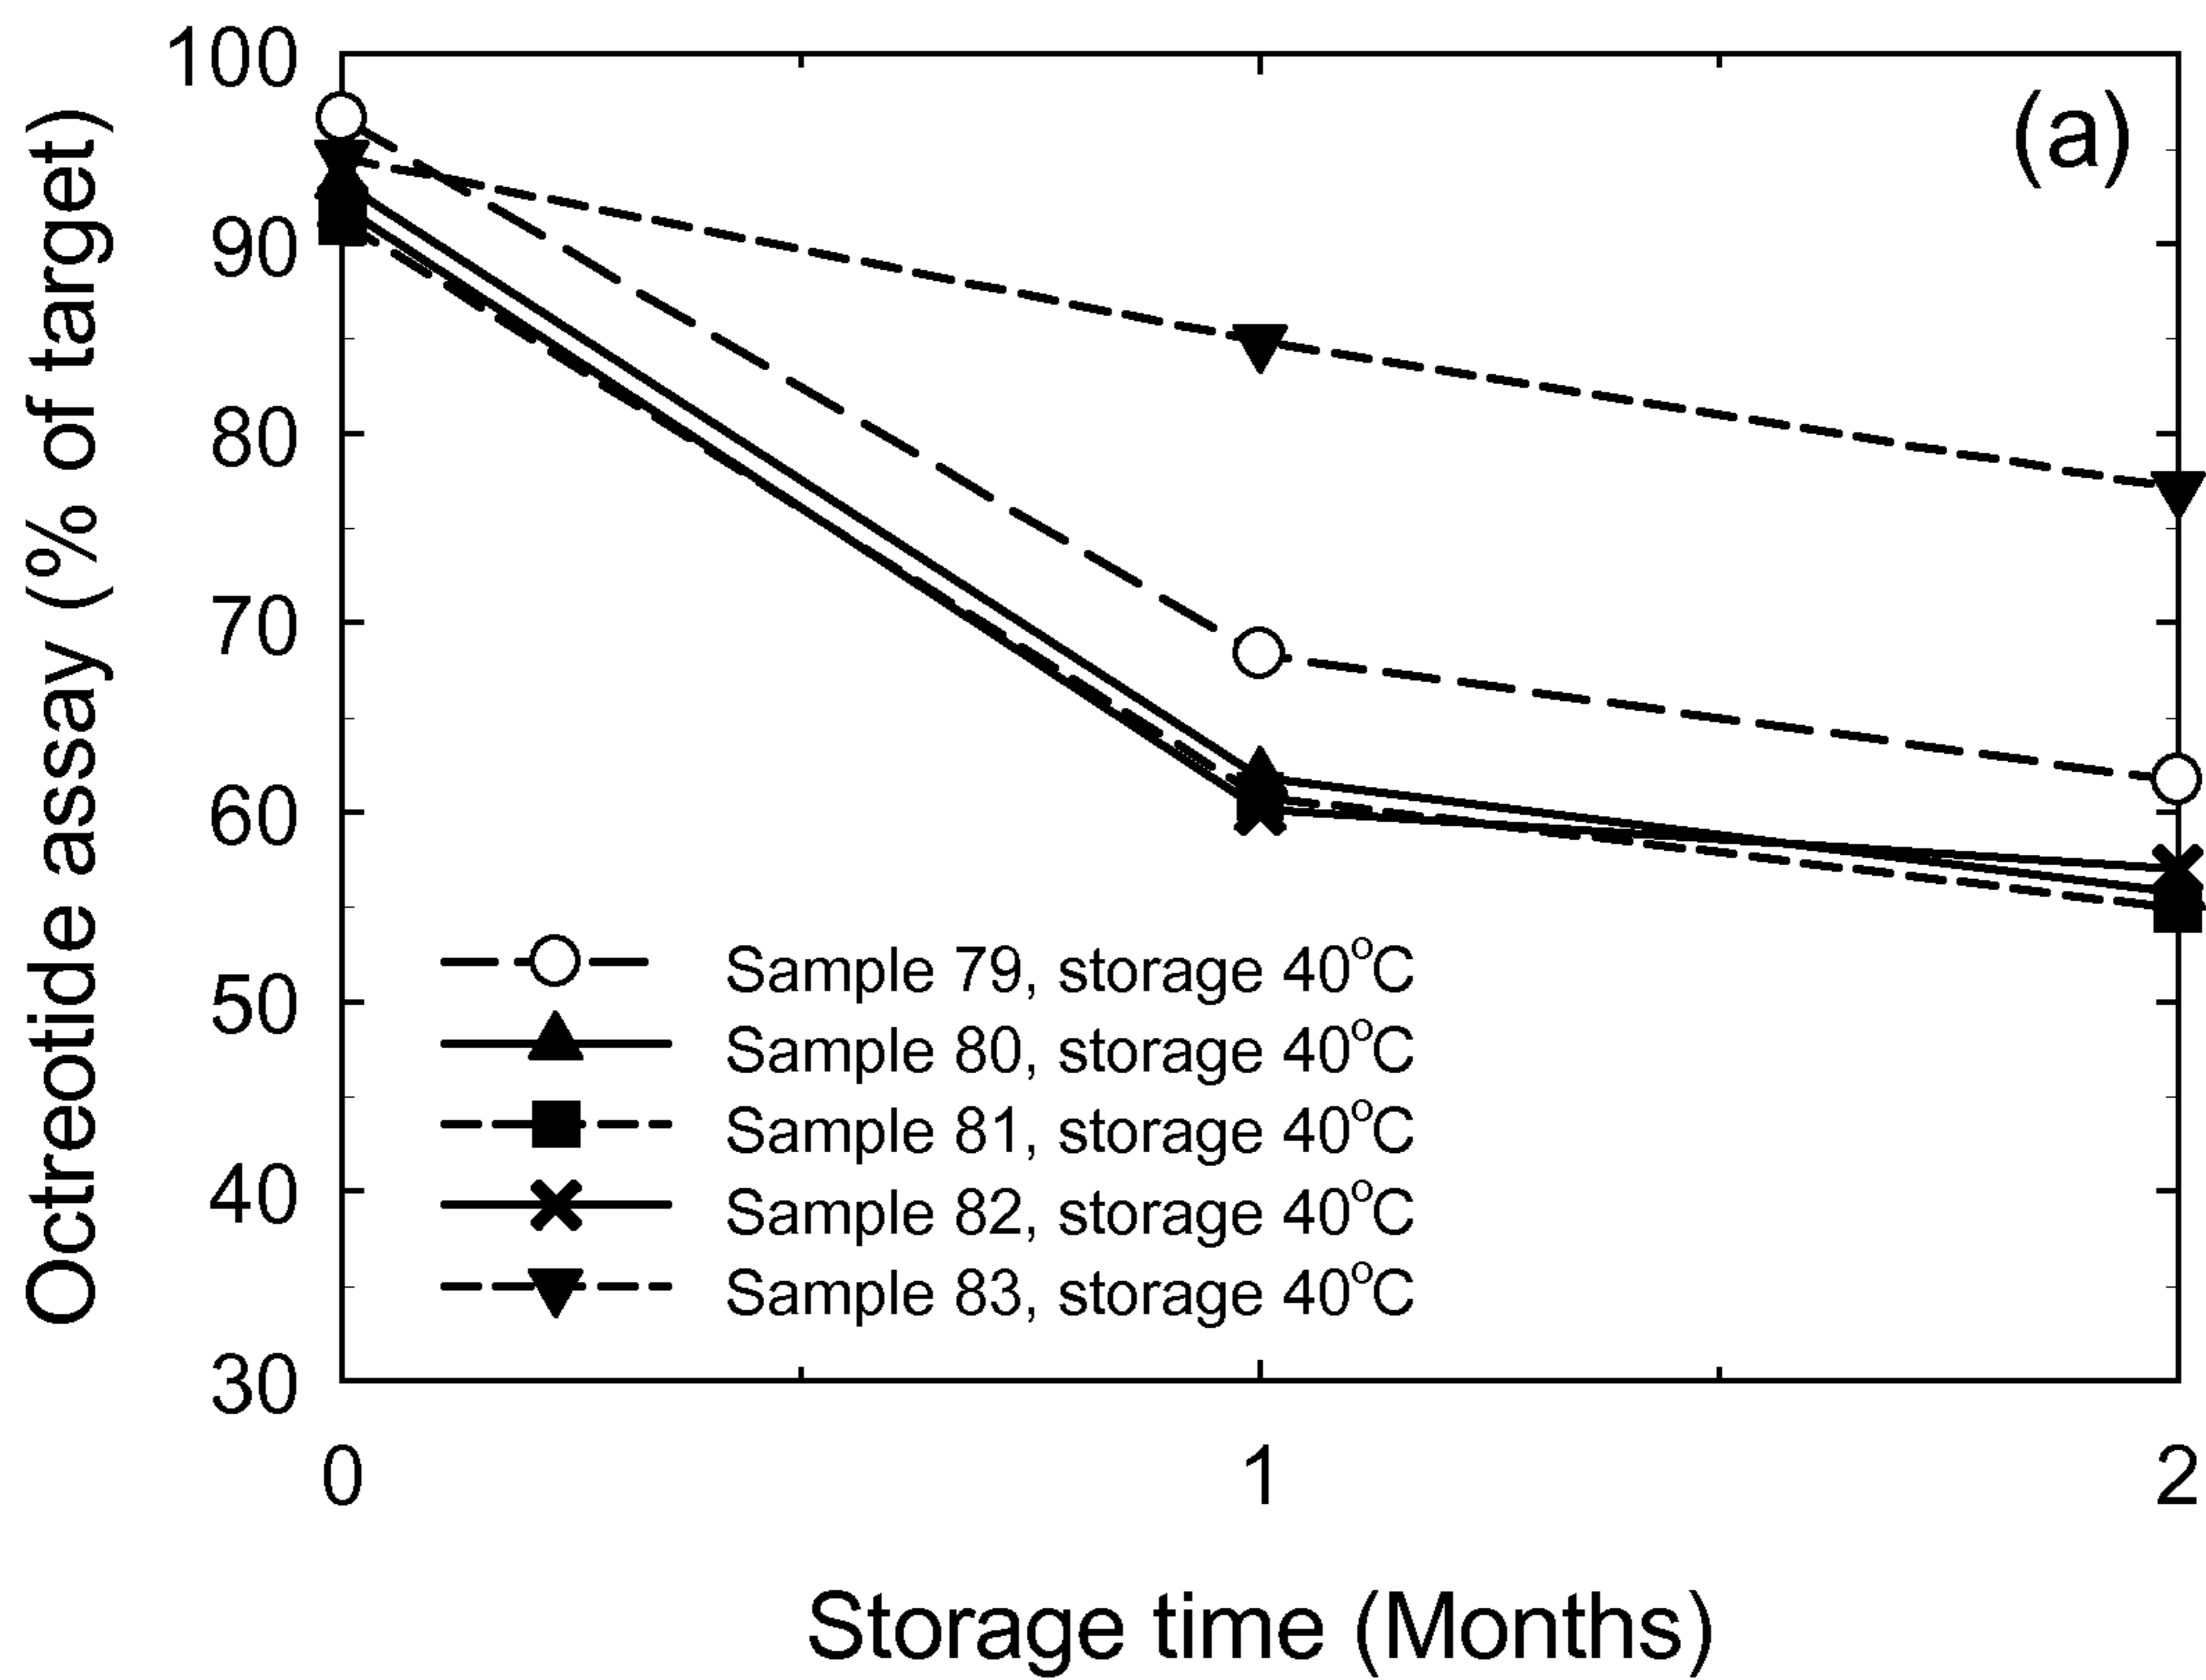 Octreotide assay (% of target)
100
90
80
70
60
50
40
30
(a)
Sample 79, storage 40°C
Sample 80, storage 40°C
Sample 81, storage 40°C
Sample 82, storage 40°C
Sample 83, storage 40°C
0 1 2
Storage time (Months)